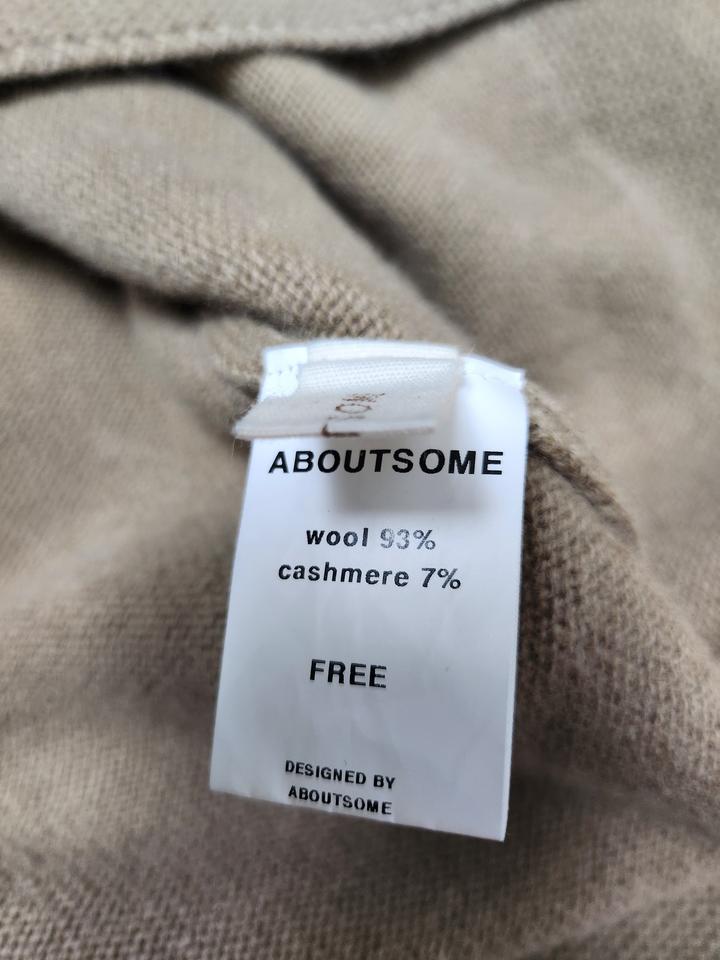 ABOUTSOME
wool 93%
cashmere 7%
FREE
DESIGNED BY
ABOUTSOME